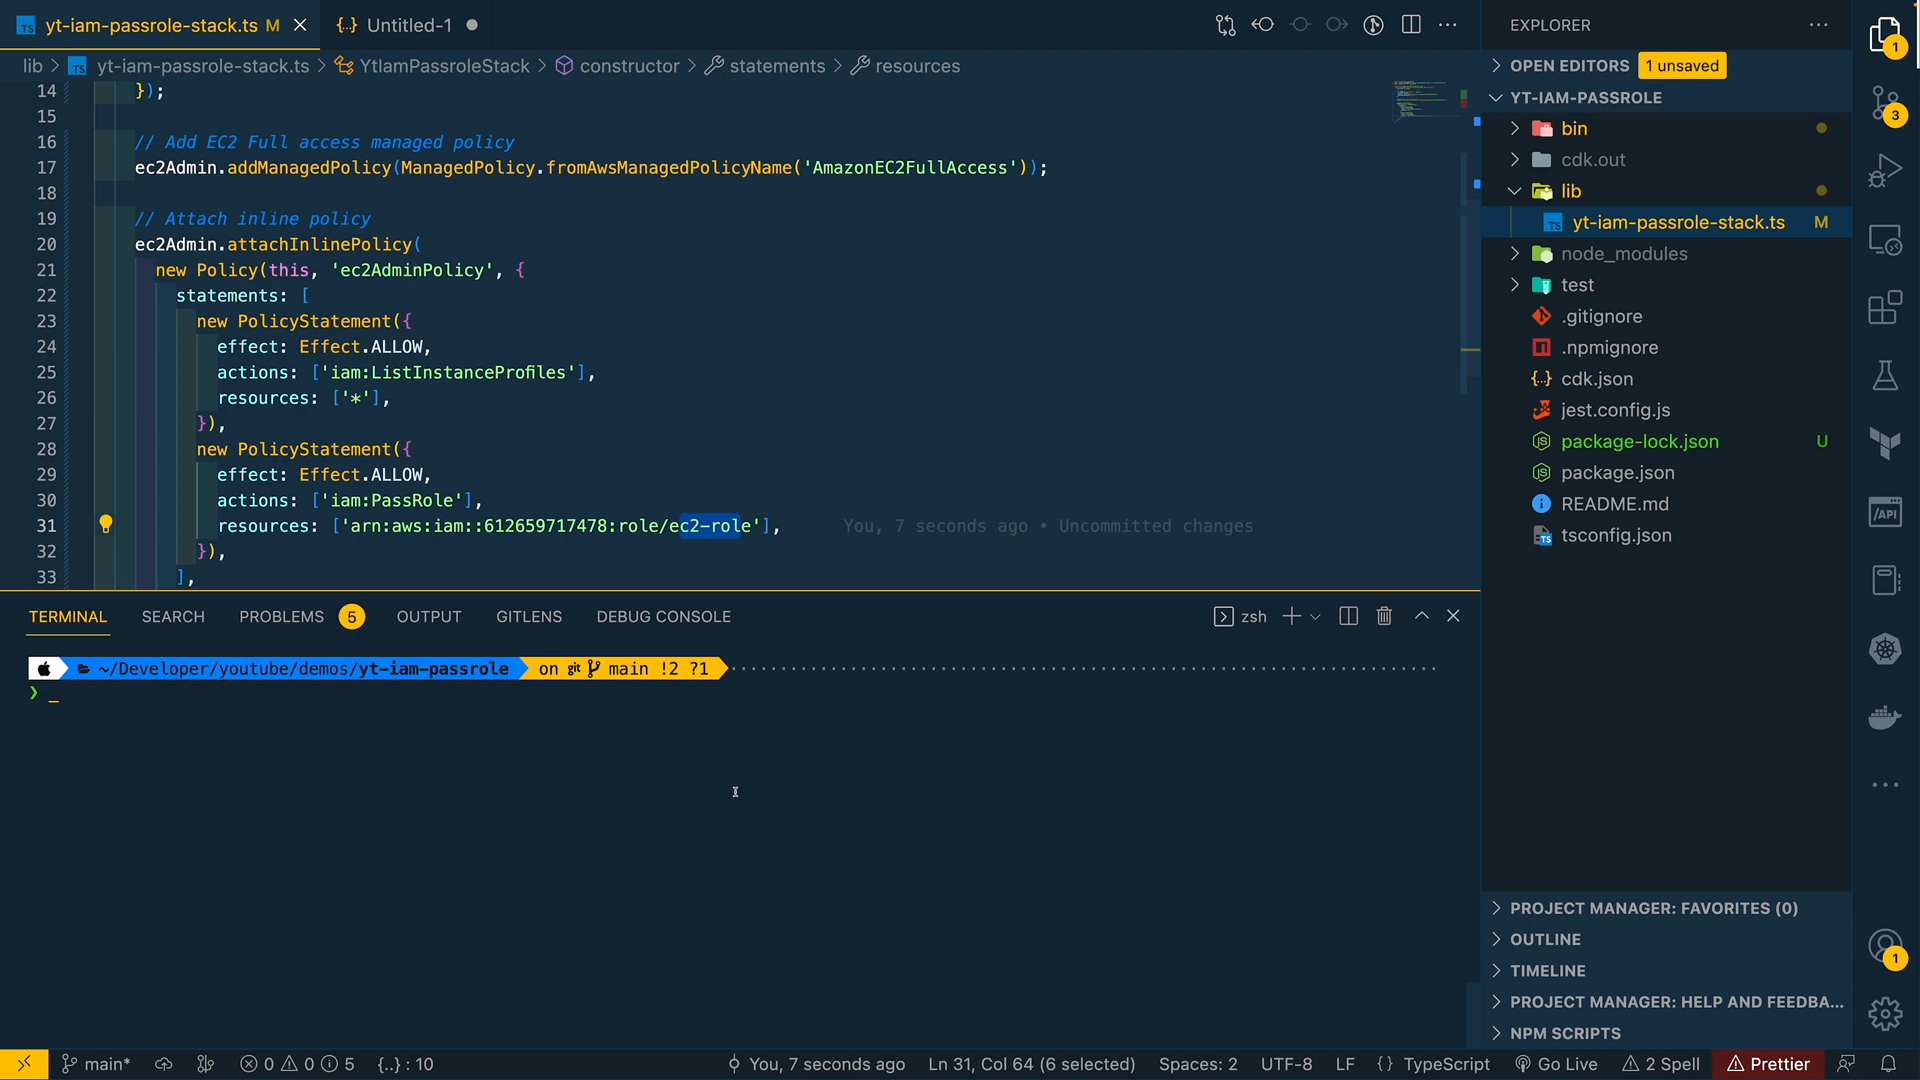 TS yt-iam-passrole-stack.ts M
{..} Untitled-1
EXPLORER
1
lib > TS yt-iam-passrole-stack.ts > YtIamPassroleStack > constructor > statements > resources
OPEN EDITORS 1 unsaved
YT-IAM-PASSROLE
14 });
15
16 // Add EC2 Full access managed policy
17 ec2Admin.addManagedPolicy(ManagedPolicy.fromAwsManagedPolicyName('AmazonEC2FullAccess'));
18
19 // Attach inline policy
20 ec2Admin.attachInlinePolicy(
21 new Policy(this, 'ec2AdminPolicy', {
22 statements: [
23 new PolicyStatement({
24 effect: Effect.ALLOW,
25 actions: ['iam:ListInstanceProfiles'],
26 resources: ['*'],
27 }),
28 new PolicyStatement({
29 effect: Effect.ALLOW,
30 actions: ['iam:PassRole'],
31 resources: ['arn:aws:iam::612659717478:role/ec2-role'], You, 7 seconds ago • Uncommitted changes
32 }),
33 ],
bin
cdk.out
lib
TS yt-iam-passrole-stack.ts M
node_modules
test
.gitignore
.npmignore
{..} cdk.json
jest.config.js
package-lock.json U
package.json
README.md
TS tsconfig.json
3
/API
TERMINAL SEARCH PROBLEMS 5 OUTPUT GITLENS DEBUG CONSOLE
zsh
~/Developer/youtube/demos/yt-iam-passrole on git main !2 ?1
❯ _
PROJECT MANAGER: FAVORITES (0)
OUTLINE
TIMELINE
PROJECT MANAGER: HELP AND FEEDBA...
NPM SCRIPTS
1
main* 0 0 5 {..} : 10
You, 7 seconds ago Ln 31, Col 64 (6 selected) Spaces: 2 UTF-8 LF {} TypeScript Go Live 2 Spell Prettier